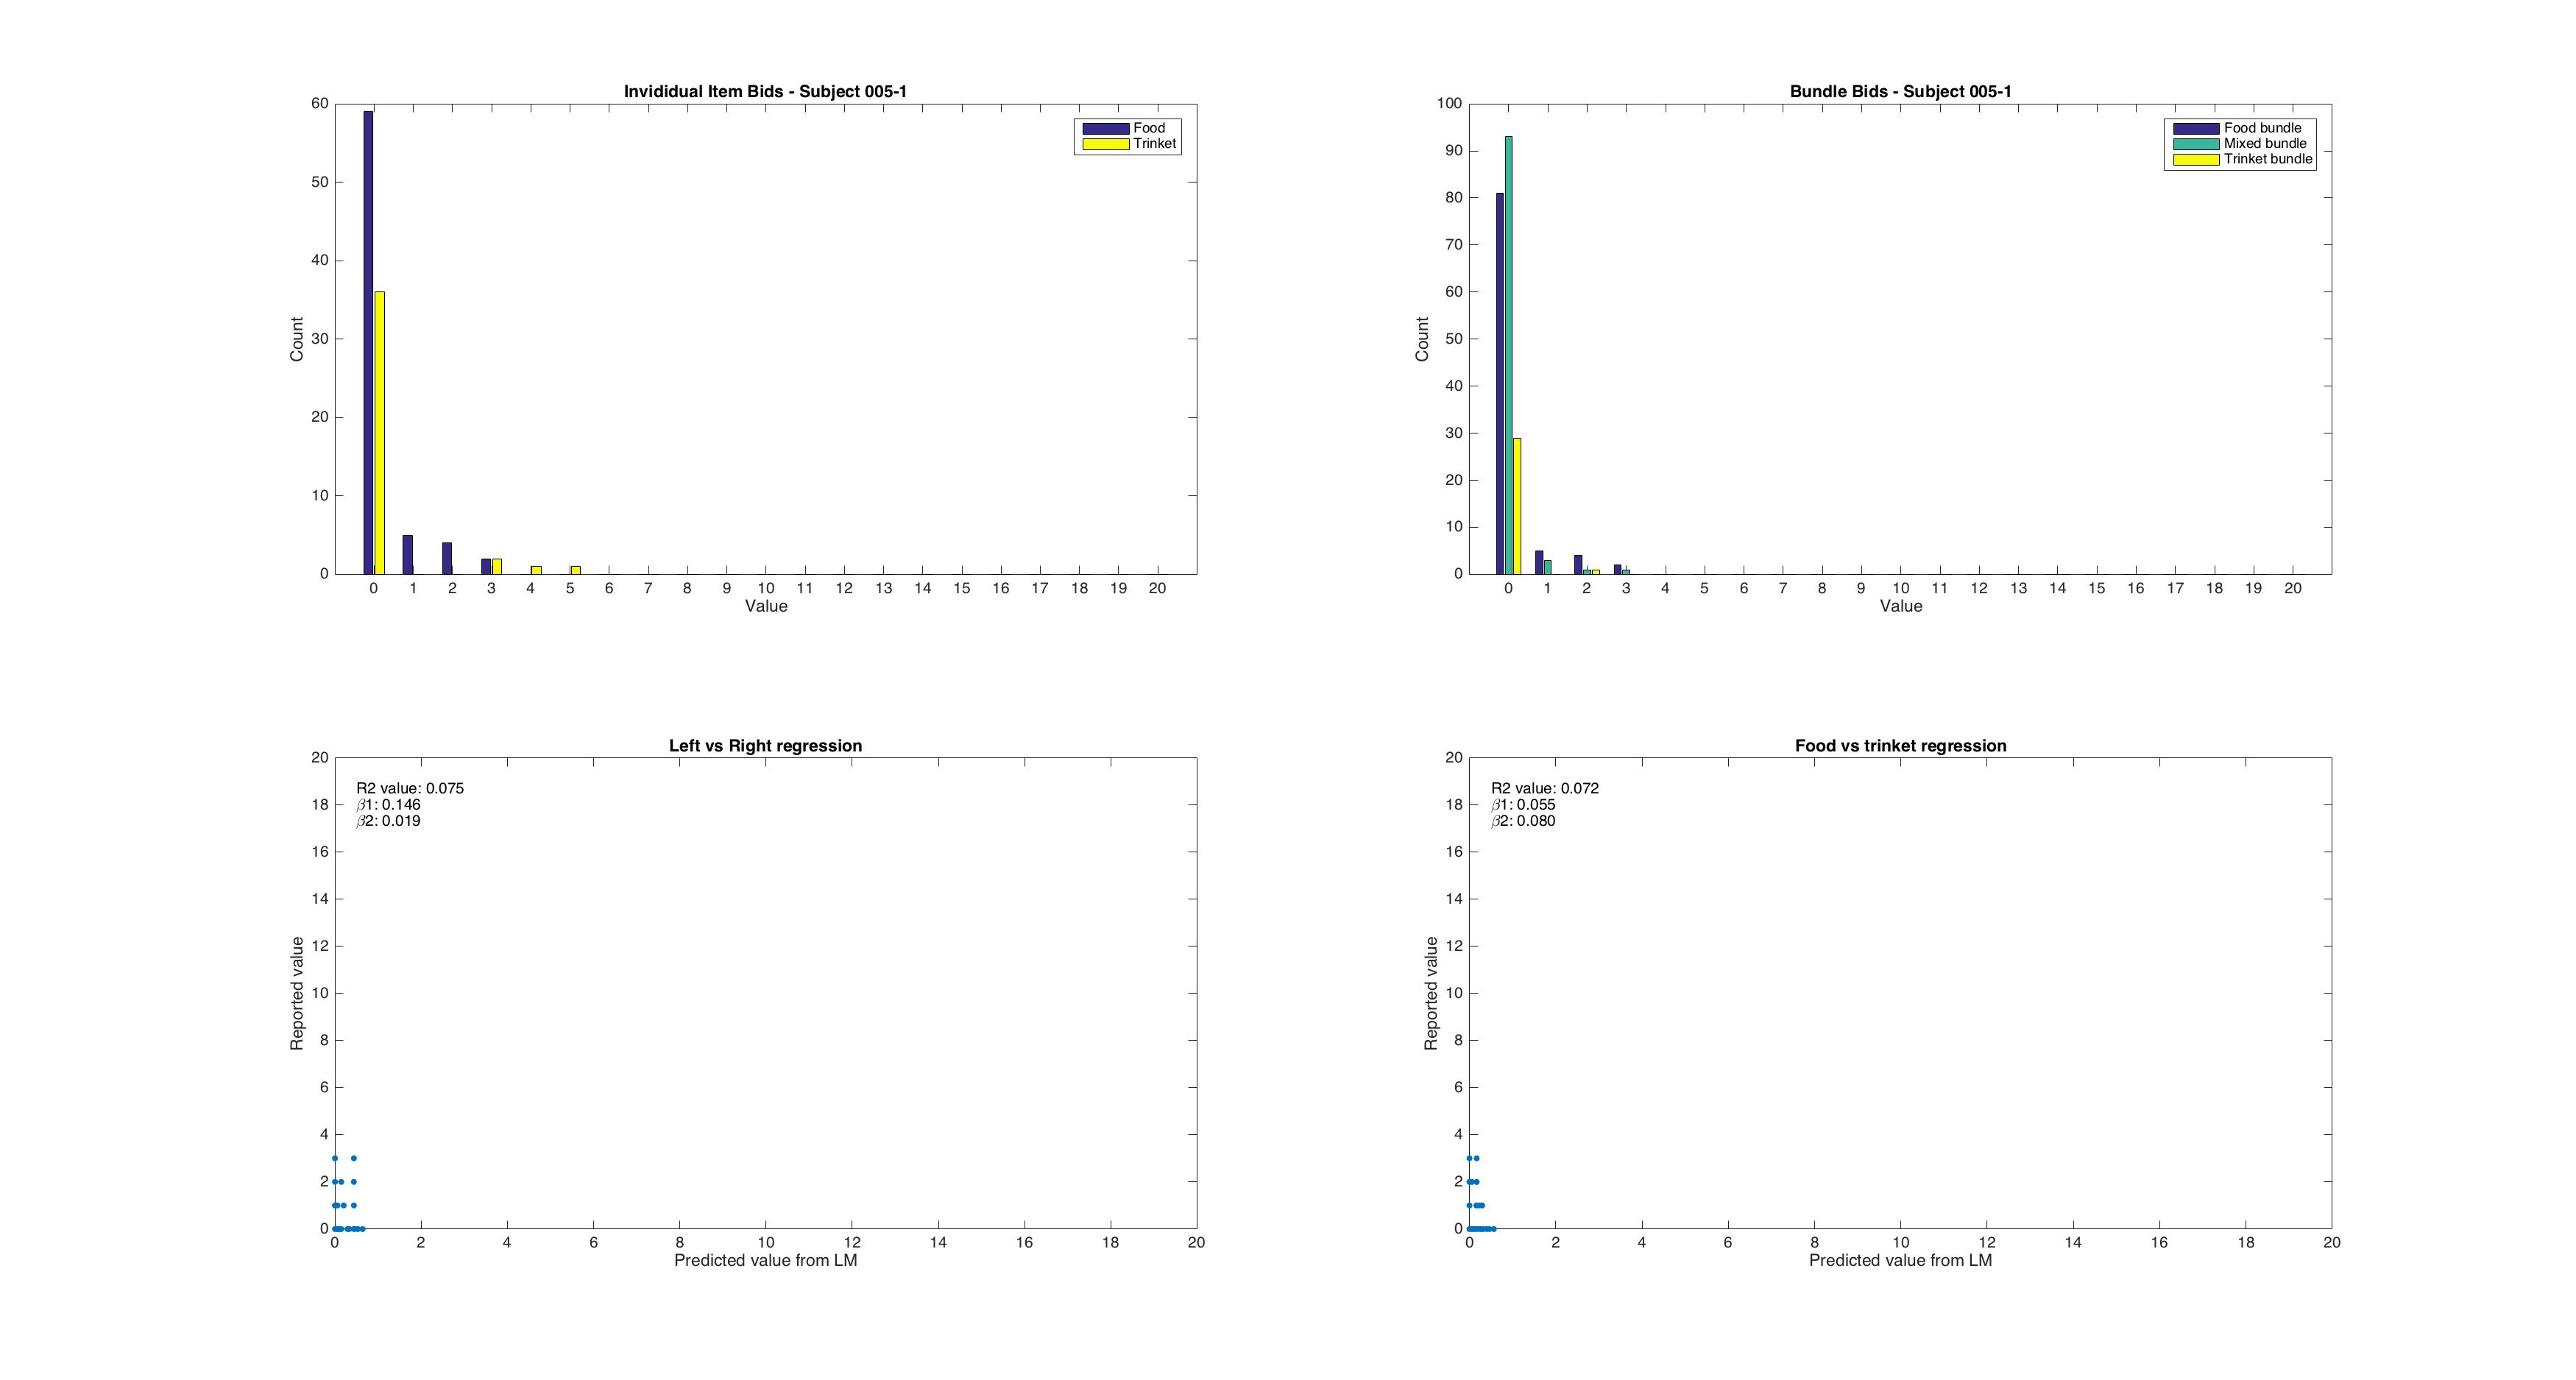 Invididual Item Bids - Subject 005-1
60
50
40
30
20
10
0
Count
Food
Trinket
0 1 2 3 4 5 6 7 8 9 10 11 12 13 14 15 16 17 18 19 20
Value
Bundle Bids - Subject 005-1
100
90
80
70
60
50
40
30
20
10
0
Count
Food bundle
Mixed bundle
Trinket bundle
0 1 2 3 4 5 6 7 8 9 10 11 12 13 14 15 16 17 18 19 20
Value
Left vs Right regression
20
18
16
14
12
10
8
6
4
2
0
Reported value
R2 value: 0.075
β1: 0.146
β2: 0.019
0 2 4 6 8 10 12 14 16 18 20
Predicted value from LM
Food vs trinket regression
20
18
16
14
12
10
8
6
4
2
0
Reported value
R2 value: 0.072
β1: 0.055
β2: 0.080
0 2 4 6 8 10 12 14 16 18 20
Predicted value from LM